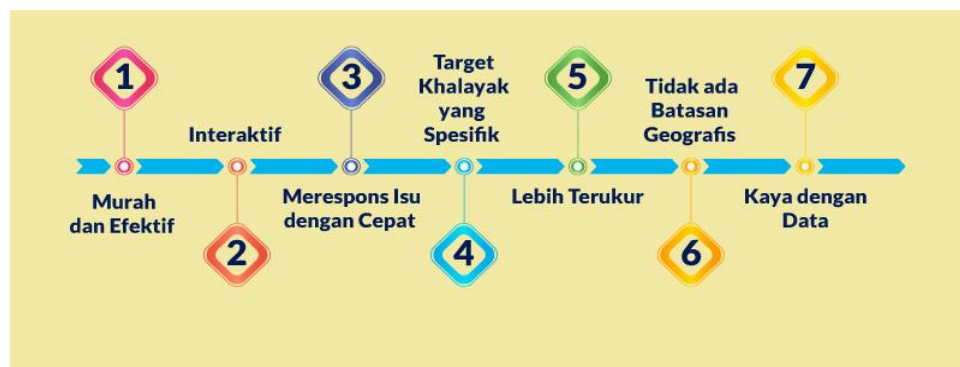 1
Murah
dan Efektif
2
Interaktif
3
Merespons Isu
dengan Cepat
4
Target
Khalayak
yang
Spesifik
5
Lebih Terukur
6
Tidak ada
Batasan
Geografis
7
Kaya dengan
Data